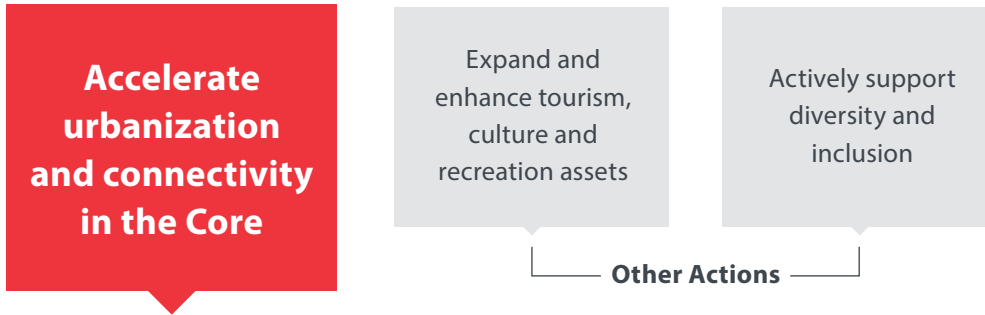 Accelerate
urbanization
and connectivity
in the Core
Expand and
enhance tourism,
culture and
recreation assets
Actively support
diversity and
inclusion
Other Actions